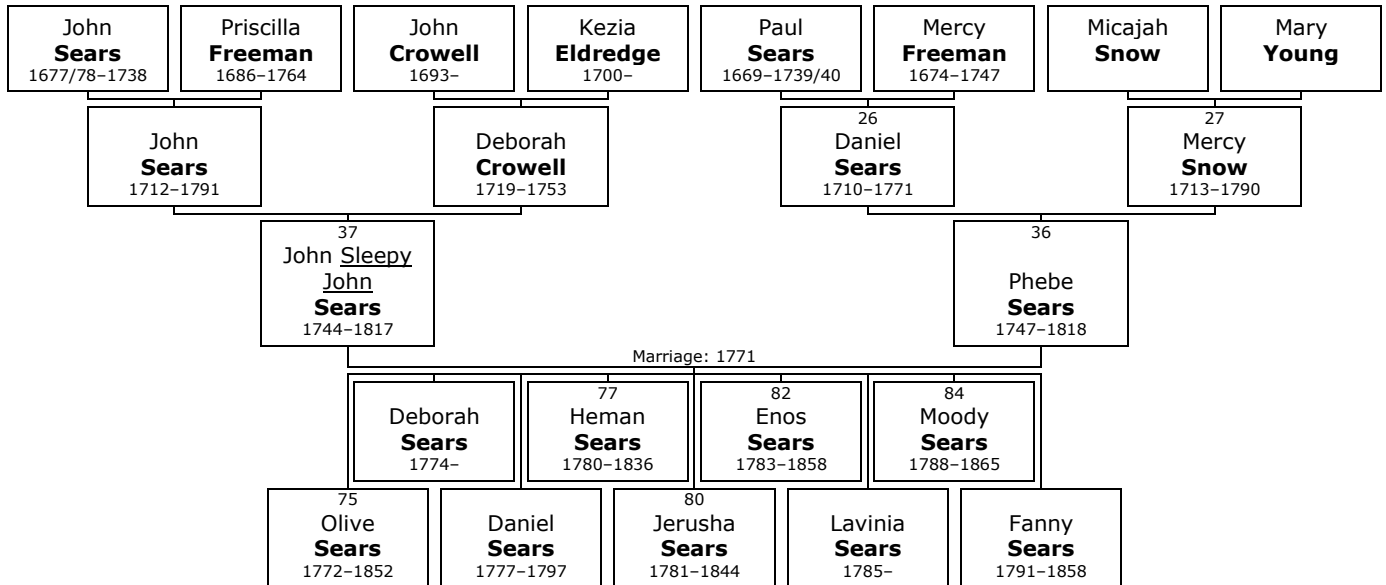 John
Sears
1677/78–1738
Priscilla
Freeman
1686–1764
John
Crowell
1693–
Kezia
Eldredge
1700–
Paul
Sears
1669–1739/40
Mercy
Freeman
1674–1747
Micajah
Snow
Mary
Young
John
Sears
1712–1791
Deborah
Crowell
1719–1753
26
Daniel
Sears
1710–1771
27
Mercy
Snow
1713–1790
37
John Sleepy
John
Sears
1744–1817
36
Phebe
Sears
1747–1818
Marriage: 1771
Deborah
Sears
1774–
77
Heman
Sears
1780–1836
82
Enos
Sears
1783–1858
84
Moody
Sears
1788–1865
75
Olive
Sears
1772–1852
Daniel
Sears
1777–1797
80
Jerusha
Sears
1781–1844
Lavinia
Sears
1785–
Fanny
Sears
1791–1858